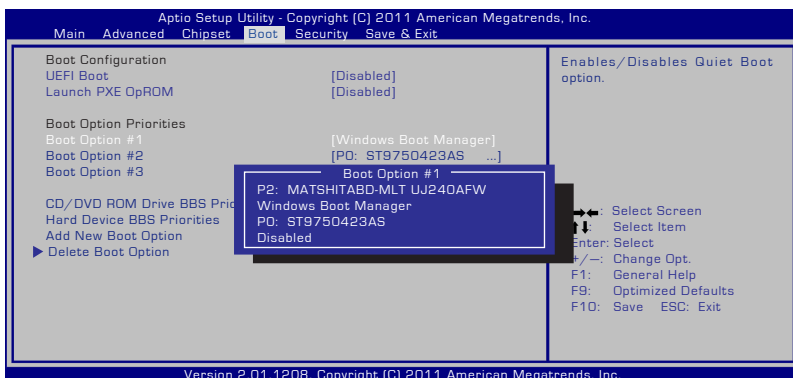 Aptio Setup Utility - Copyright (C) 2011 American Megatrends, Inc.
Main Advanced Chipset Boot Security Save & Exit
Boot Configuration
UEFI Boot [Disabled]
Launch PXE OpROM [Disabled]
Boot Option Priorities
Boot Option #1 [Windows Boot Manager]
Boot Option #2 [P0: ST9750423AS ...]
Boot Option #3
CD/DVD ROM Drive BBS
Hard Device BBS Priorities
Add New Boot Option
Delete Boot Option
Boot Option #1
P2: MATSHITABD-MLT UJ240AFW
Windows Boot Manager
P0: ST9750423AS
Disabled
Enables/Disables Quiet Boot
option.
→←: Select Screen
↑↓: Select Item
Enter: Select
+/—: Change Opt.
F1: General Help
F9: Optimized Defaults
F10: Save ESC: Exit
Version 2.01.1208. Copyright (C) 2011 American Megatrends, Inc.